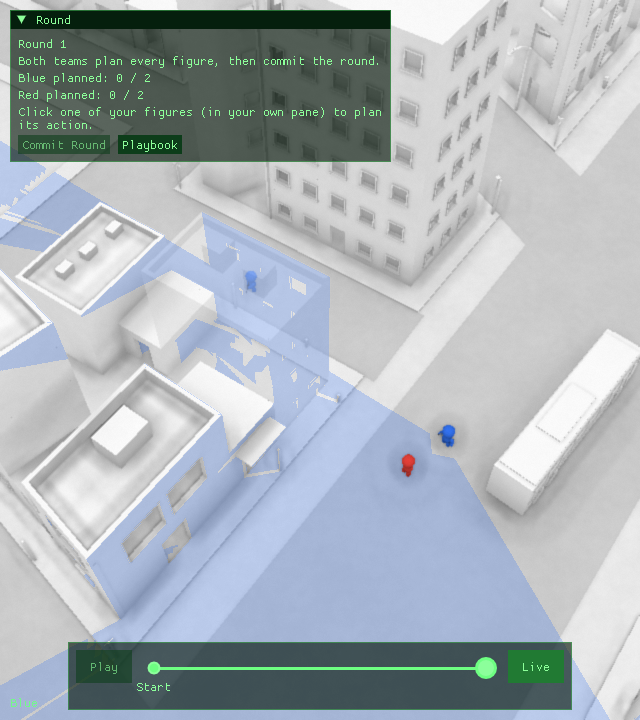 Round
Round 1
Both teams plan every figure, then commit the round.
Blue planned: 0 / 2
Red planned: 0 / 2
Click one of your figures (in your own pane) to plan
its action.
Commit Round
Playbook
Play
Live
Start
Blue